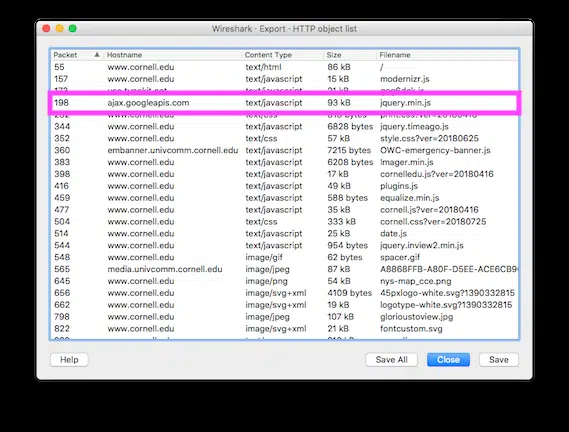 Wireshark · Export · HTTP object list
Packet Hostname Content Type Size Filename
55 www.cornell.edu text/html 86 kB /
157 www.cornell.edu text/javascript 15 kB modernizr.js
198 ajax.googleapis.com text/javascript 93 kB jquery.min.js
344 www.cornell.edu text/javascript 6828 bytes jquery.timeago.js
352 www.cornell.edu text/css 57 kB style.css?ver=20180625
360 embanner.univcomm.cornell.edu text/javascript 7215 bytes OWC-emergency-banner.js
383 www.cornell.edu text/javascript 6208 bytes Imager.min.js
398 www.cornell.edu text/javascript 17 kB cornelledu.js?ver=20180416
416 www.cornell.edu text/javascript 49 kB plugins.js
459 www.cornell.edu text/javascript 588 bytes equalize.min.js
477 www.cornell.edu text/javascript 35 kB cornell.js?ver=20180416
504 www.cornell.edu text/css 333 kB cornell.css?ver=20180725
514 www.cornell.edu text/javascript 25 kB date.js
544 www.cornell.edu text/javascript 954 bytes jquery.inview2.min.js
548 www.cornell.edu image/gif 62 bytes spacer.gif
565 media.univcomm.cornell.edu image/jpeg 87 kB A8868FFB-A80F-D5EE-ACE6CB9
645 www.cornell.edu image/png 54 kB nys-map_cce.png
656 www.cornell.edu image/svg+xml 4109 bytes 45pxlogo-white.svg?1390332815
662 www.cornell.edu image/svg+xml 19 kB logotype-white.svg?1390332815
798 www.cornell.edu image/jpeg 107 kB glorioustoview.jpg
822 www.cornell.edu image/svg+xml 21 kB fontcustom.svg
Help Save All Close Save